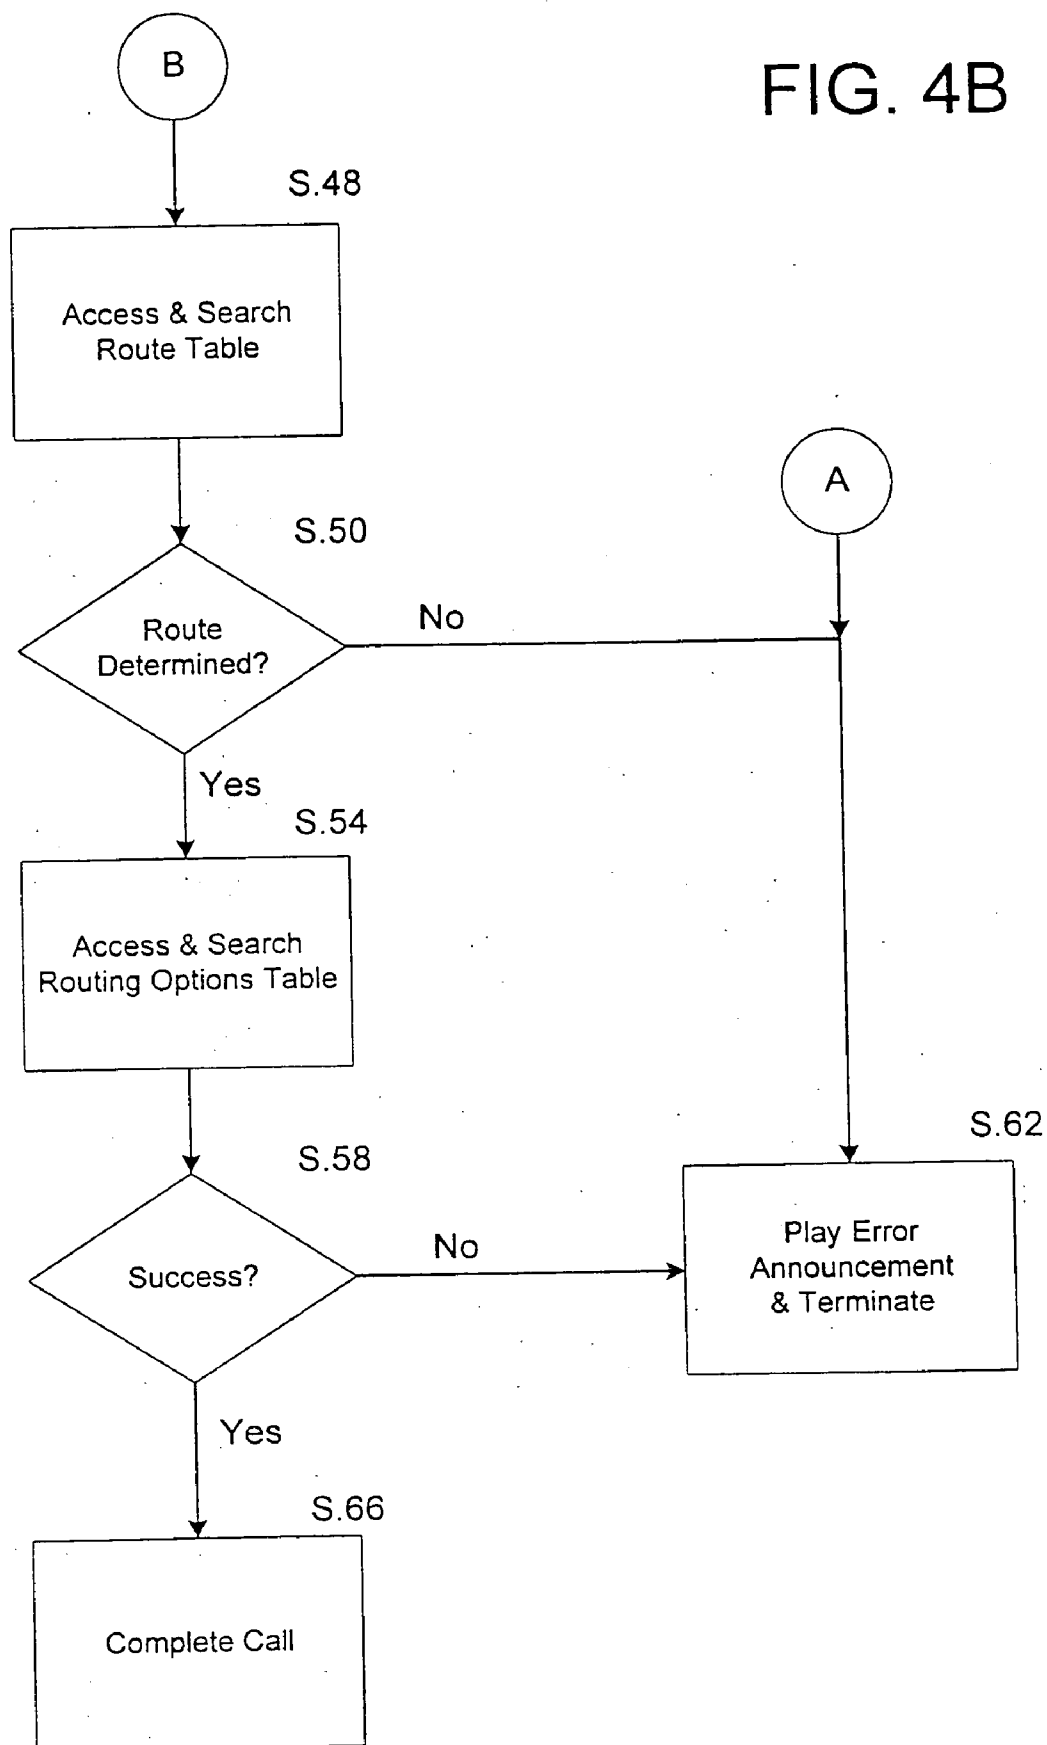 B
FIG. 4B
S.48
Access & Search
Route Table
A
S.50
Route
Determined?
No
Yes
S.54
Access & Search
Routing Options Table
S.62
S.58
Play Error
Announcement
& Terminate
Success?
No
Yes
S.66
Complete Call